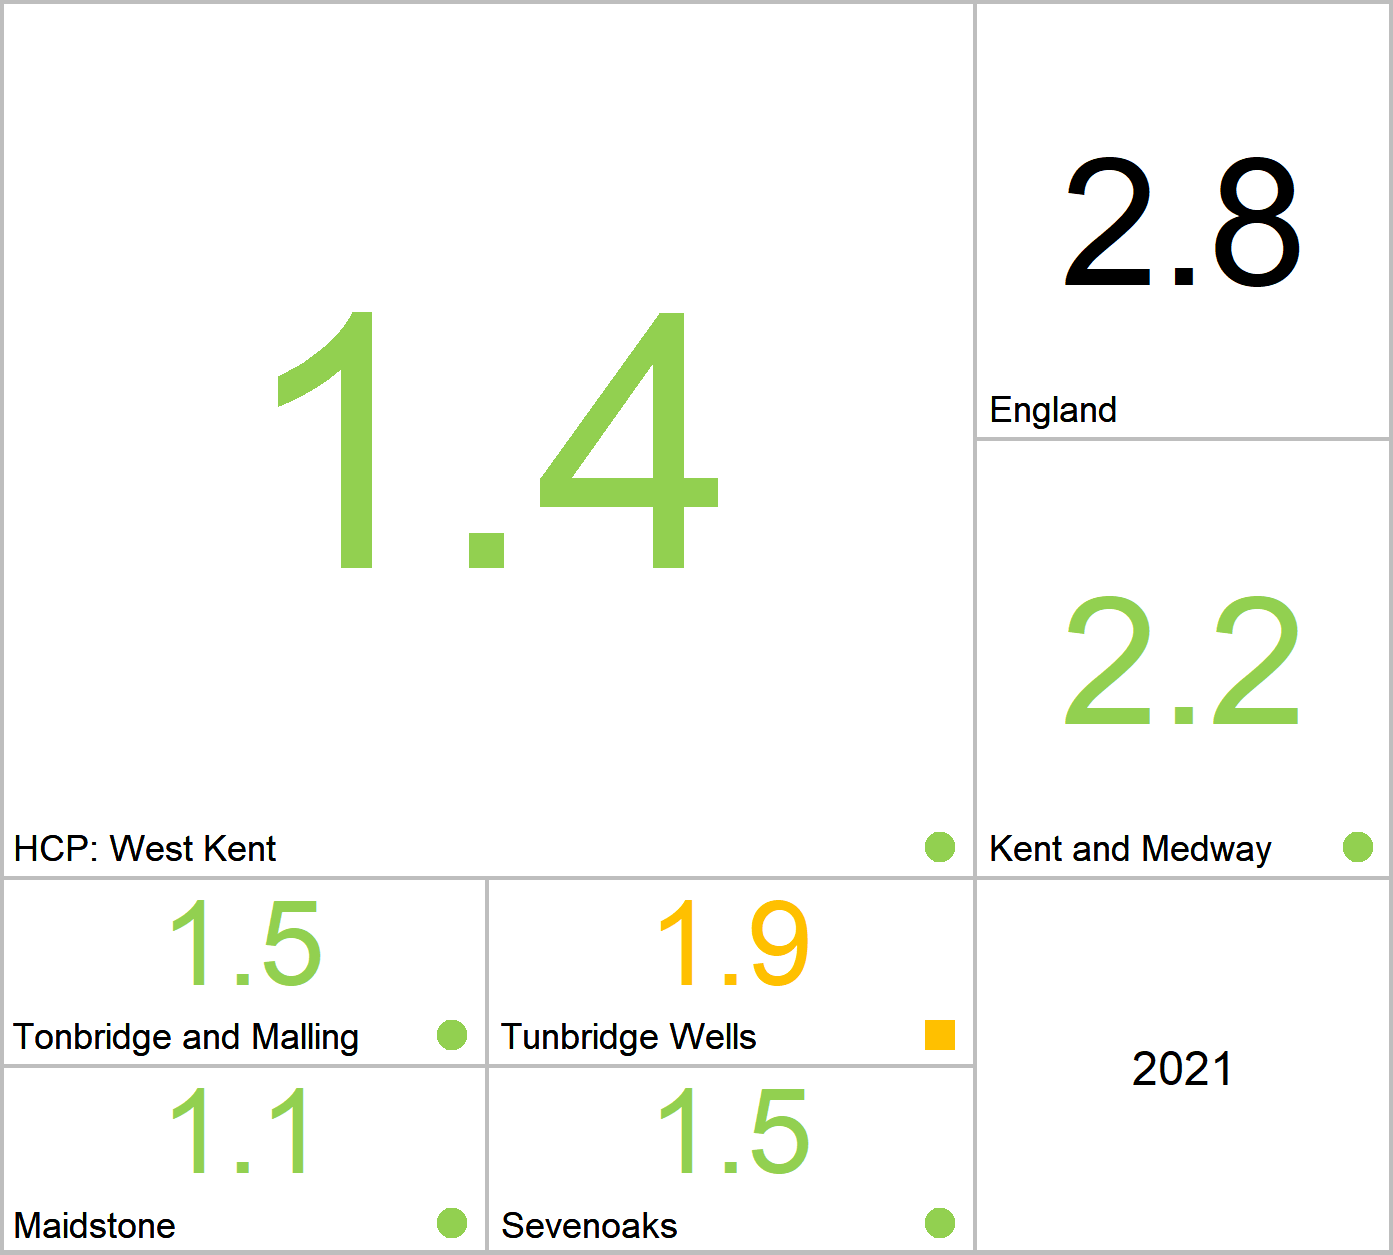 1.4
HCP: West Kent
2.8
England
2.2
Kent and Medway
1.5
Tonbridge and Malling
1.9
Tunbridge Wells
1.1
Maidstone
1.5
Sevenoaks
2021